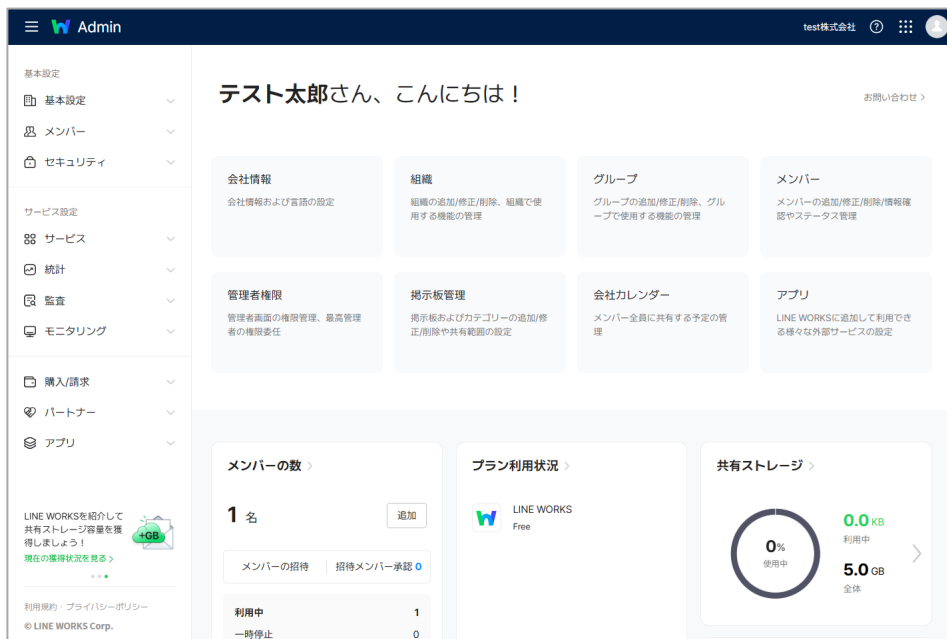 Admin
test株式会社
基本設定
基本設定
メンバー
セキュリティ
サービス設定
サービス
統計
監査
モニタリング
購入/請求
パートナー
アプリ
LINE WORKSを紹介して
共有ストレージ容量を獲
得しましょう！
現在の獲得状況を見る >
+GB
利用規約・プライバシーポリシー
© LINE WORKS Corp.
テスト太郎さん、こんにちは！
お問い合わせ >
会社情報
会社情報および言語の設定
組織
組織の追加/修正/削除、組織で使
用する機能の管理
グループ
グループの追加/修正/削除、グル
ープで使用する機能の管理
メンバー
メンバーの追加/修正/削除/情報確
認やステータス管理
管理者権限
管理者画面の権限管理、最高管理
者の権限委任
掲示板管理
掲示板およびカテゴリーの追加/修
正/削除や共有範囲の設定
会社カレンダー
メンバー全員に共有する予定の管
理
アプリ
LINE WORKSに追加して利用でき
る様々な外部サービスの設定
メンバーの数 >
1 名
追加
メンバーの招待
招待メンバー承認 0
利用中 1
一時停止 0
プラン利用状況 >
LINE WORKS
Free
共有ストレージ >
0%
使用中
0.0 KB
利用中
5.0 GB
全体